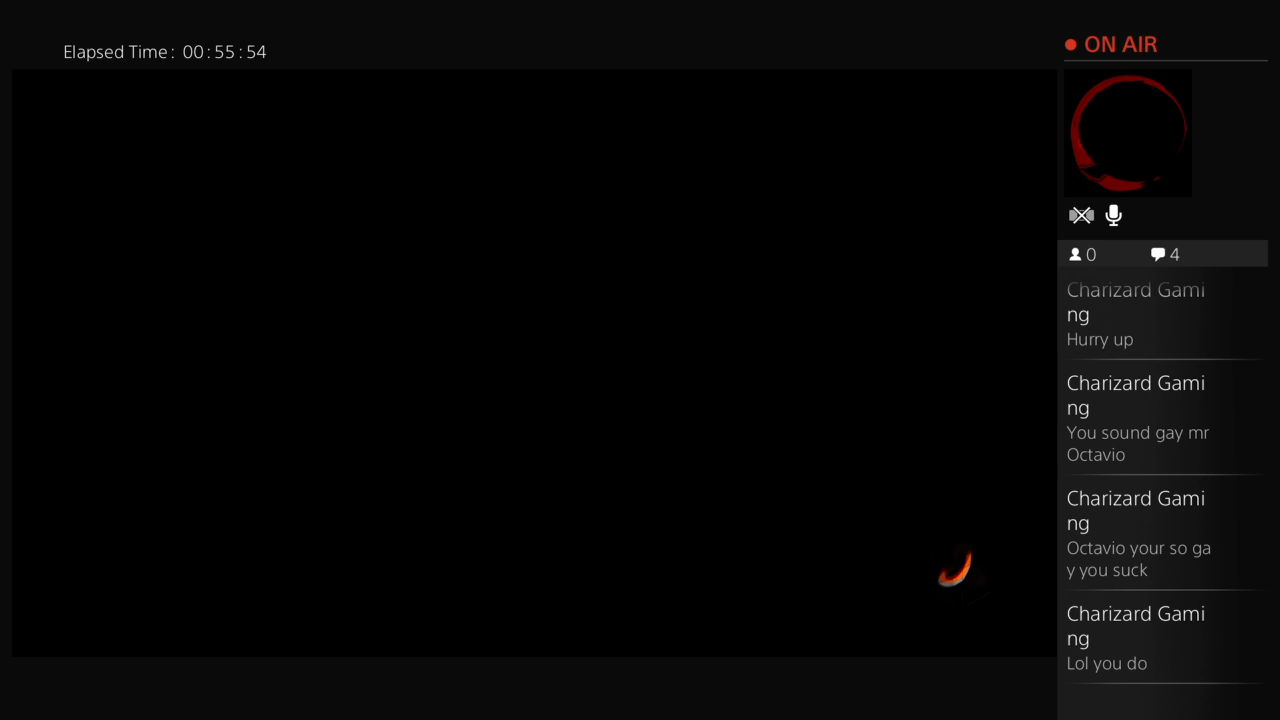 Elapsed Time: 00:55:54
ON AIR
0 4
Charizard Gami
ng
Hurry up
Charizard Gami
ng
You sound gay mr
Octavio
Charizard Gami
ng
Octavio your so ga
y you suck
Charizard Gami
ng
Lol you do